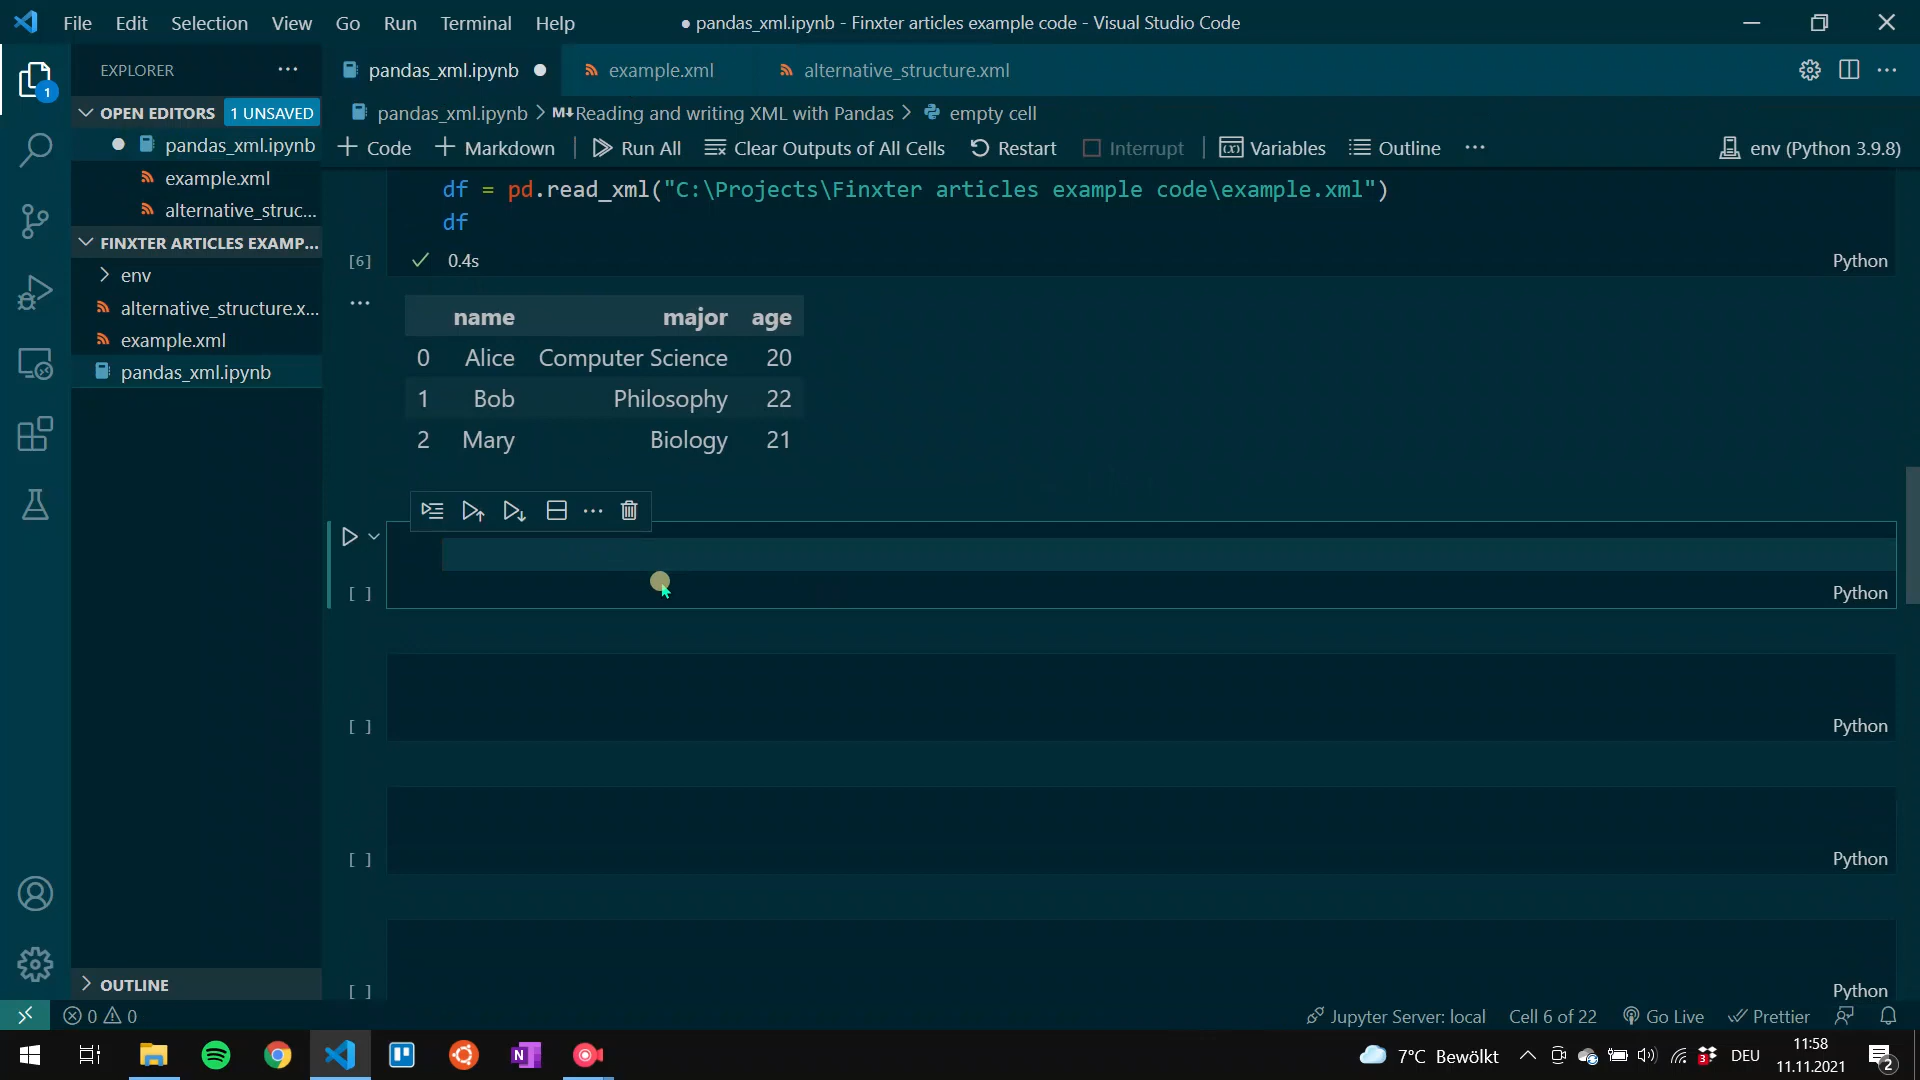 File Edit Selection View Go Run Terminal Help
● pandas_xml.ipynb - Finxter articles example code - Visual Studio Code
EXPLORER
pandas_xml.ipynb
example.xml
alternative_structure.xml
1
OPEN EDITORS 1 UNSAVED
pandas_xml.ipynb > M↓Reading and writing XML with Pandas > empty cell
pandas_xml.ipynb
example.xml
alternative_struc...
+ Code + Markdown Run All Clear Outputs of All Cells Restart Interrupt Variables Outline ... env (Python 3.9.8)
FINXTER ARTICLES EXAMP...
env
alternative_structure.x...
example.xml
pandas_xml.ipynb
df = pd.read_xml("C:\Projects\Finxter articles example code\example.xml")
df
[6] 0.4s Python
name major age
0 Alice Computer Science 20
1 Bob Philosophy 22
2 Mary Biology 21
[ ] Python
[ ] Python
[ ] Python
[ ] Python
OUTLINE
0 0 Jupyter Server: local Cell 6 of 22 Go Live Prettier
N 3 7°C Bewölkt DEU 11:58
11.11.2021 2